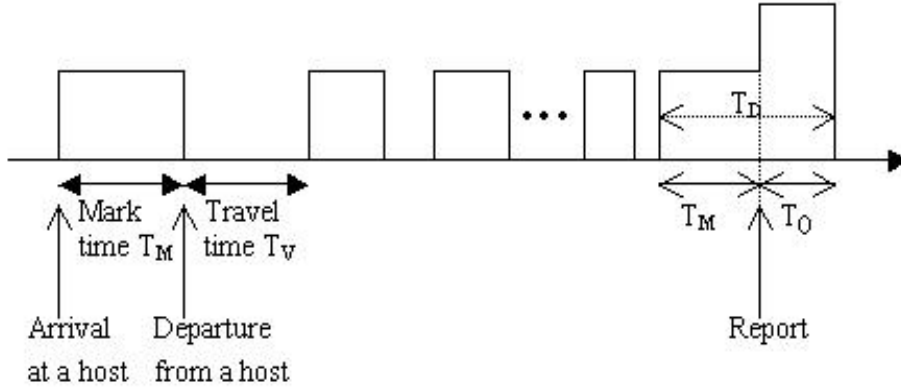 T_D
Mark
time T_M
Travel
time T_V
T_M
T_O
Arrival
at a host
Departure
from a host
Report